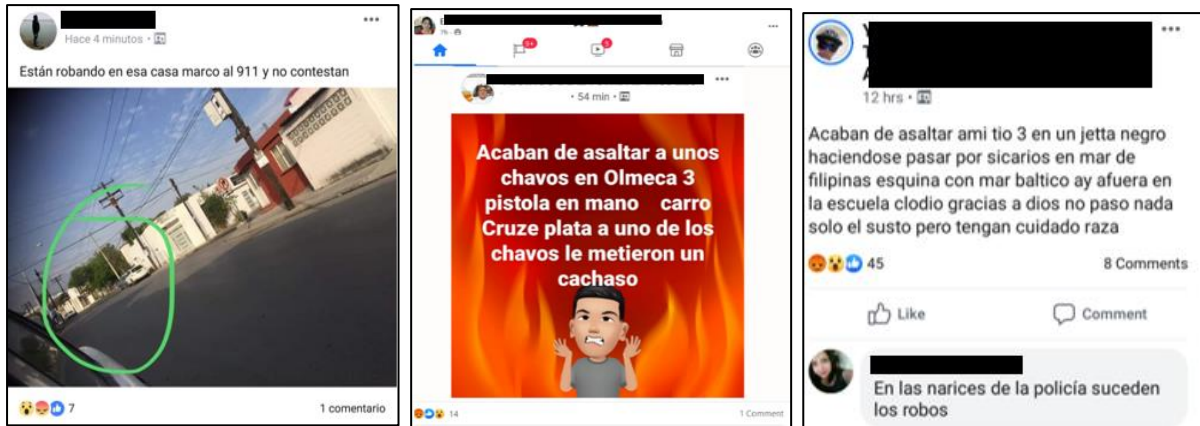 Hace 4 minutos
Están robando en esa casa marco al 911 y no contestan
7
1 comentario
9+
5
54 min
Acaban de asaltar a unos
chavos en Olmeca 3
pistola en mano carro
Cruze plata a uno de los
chavos le metieron un
cachaso
14
1 Comment
12 hrs
Acaban de asaltar ami tio 3 en un jetta negro
haciendose pasar por sicarios en mar de
filipinas esquina con mar baltico ay afuera en
la escuela clodio gracias a dios no paso nada
solo el susto pero tengan cuidado raza
45
8 Comments
Like
Comment
En las narices de la policía suceden
los robos